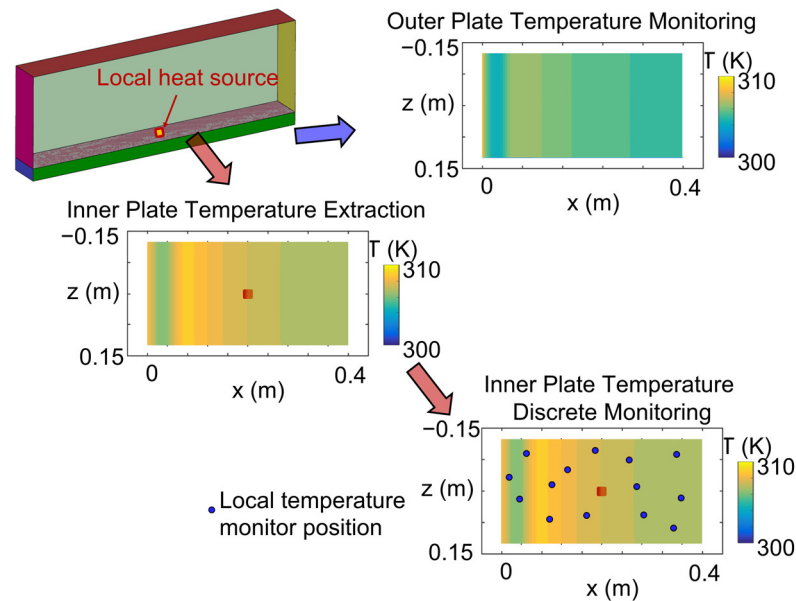 Outer Plate Temperature Monitoring
Local heat source
−0.15
T (K)
310
z (m)
300
0.15
0
0.4
x (m)
Inner Plate Temperature Extraction
−0.15
T (K)
310
z (m)
300
0.15
0
0.4
x (m)
Inner Plate Temperature
Discrete Monitoring
−0.15
T (K)
310
z (m)
300
0.15
0
0.4
x (m)
Local temperature
monitor position